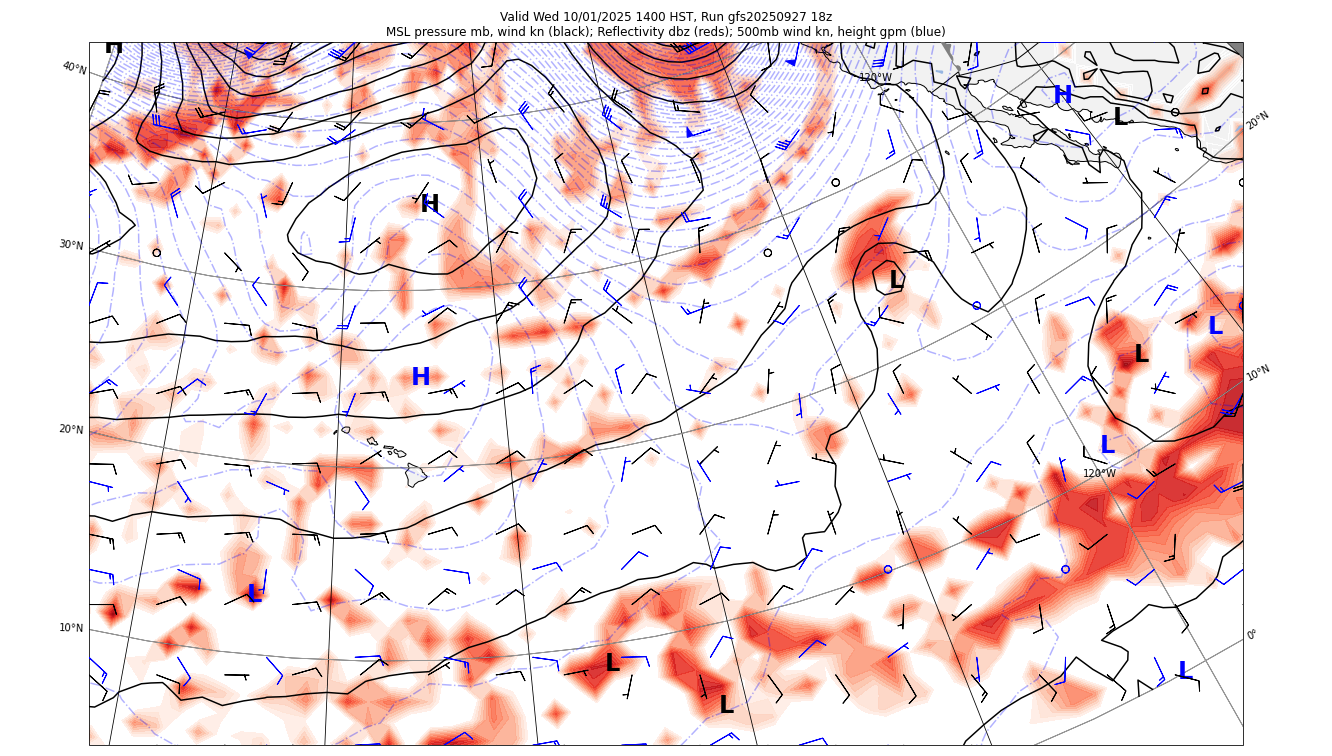 Valid Wed 10/01/2025 1400 HST, Run gfs20250927 18z
MSL pressure mb, wind kn (black); Reflectivity dbz (reds); 500mb wind kn, height gpm (blue)
H
40°N
120°W
H
L
20°N
H
30°N
L
L
L
10°N
H
20°N
L
120°W
L
10°N
0°
L
L
L